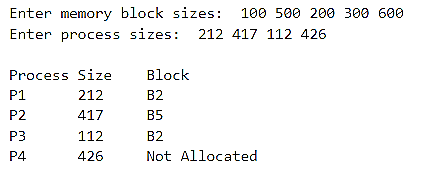 Enter memory block sizes:  100 500 200 300 600
Enter process sizes:  212 417 112 426

Process Size    Block
P1      212     B2
P2      417     B5
P3      112     B2
P4      426     Not Allocated